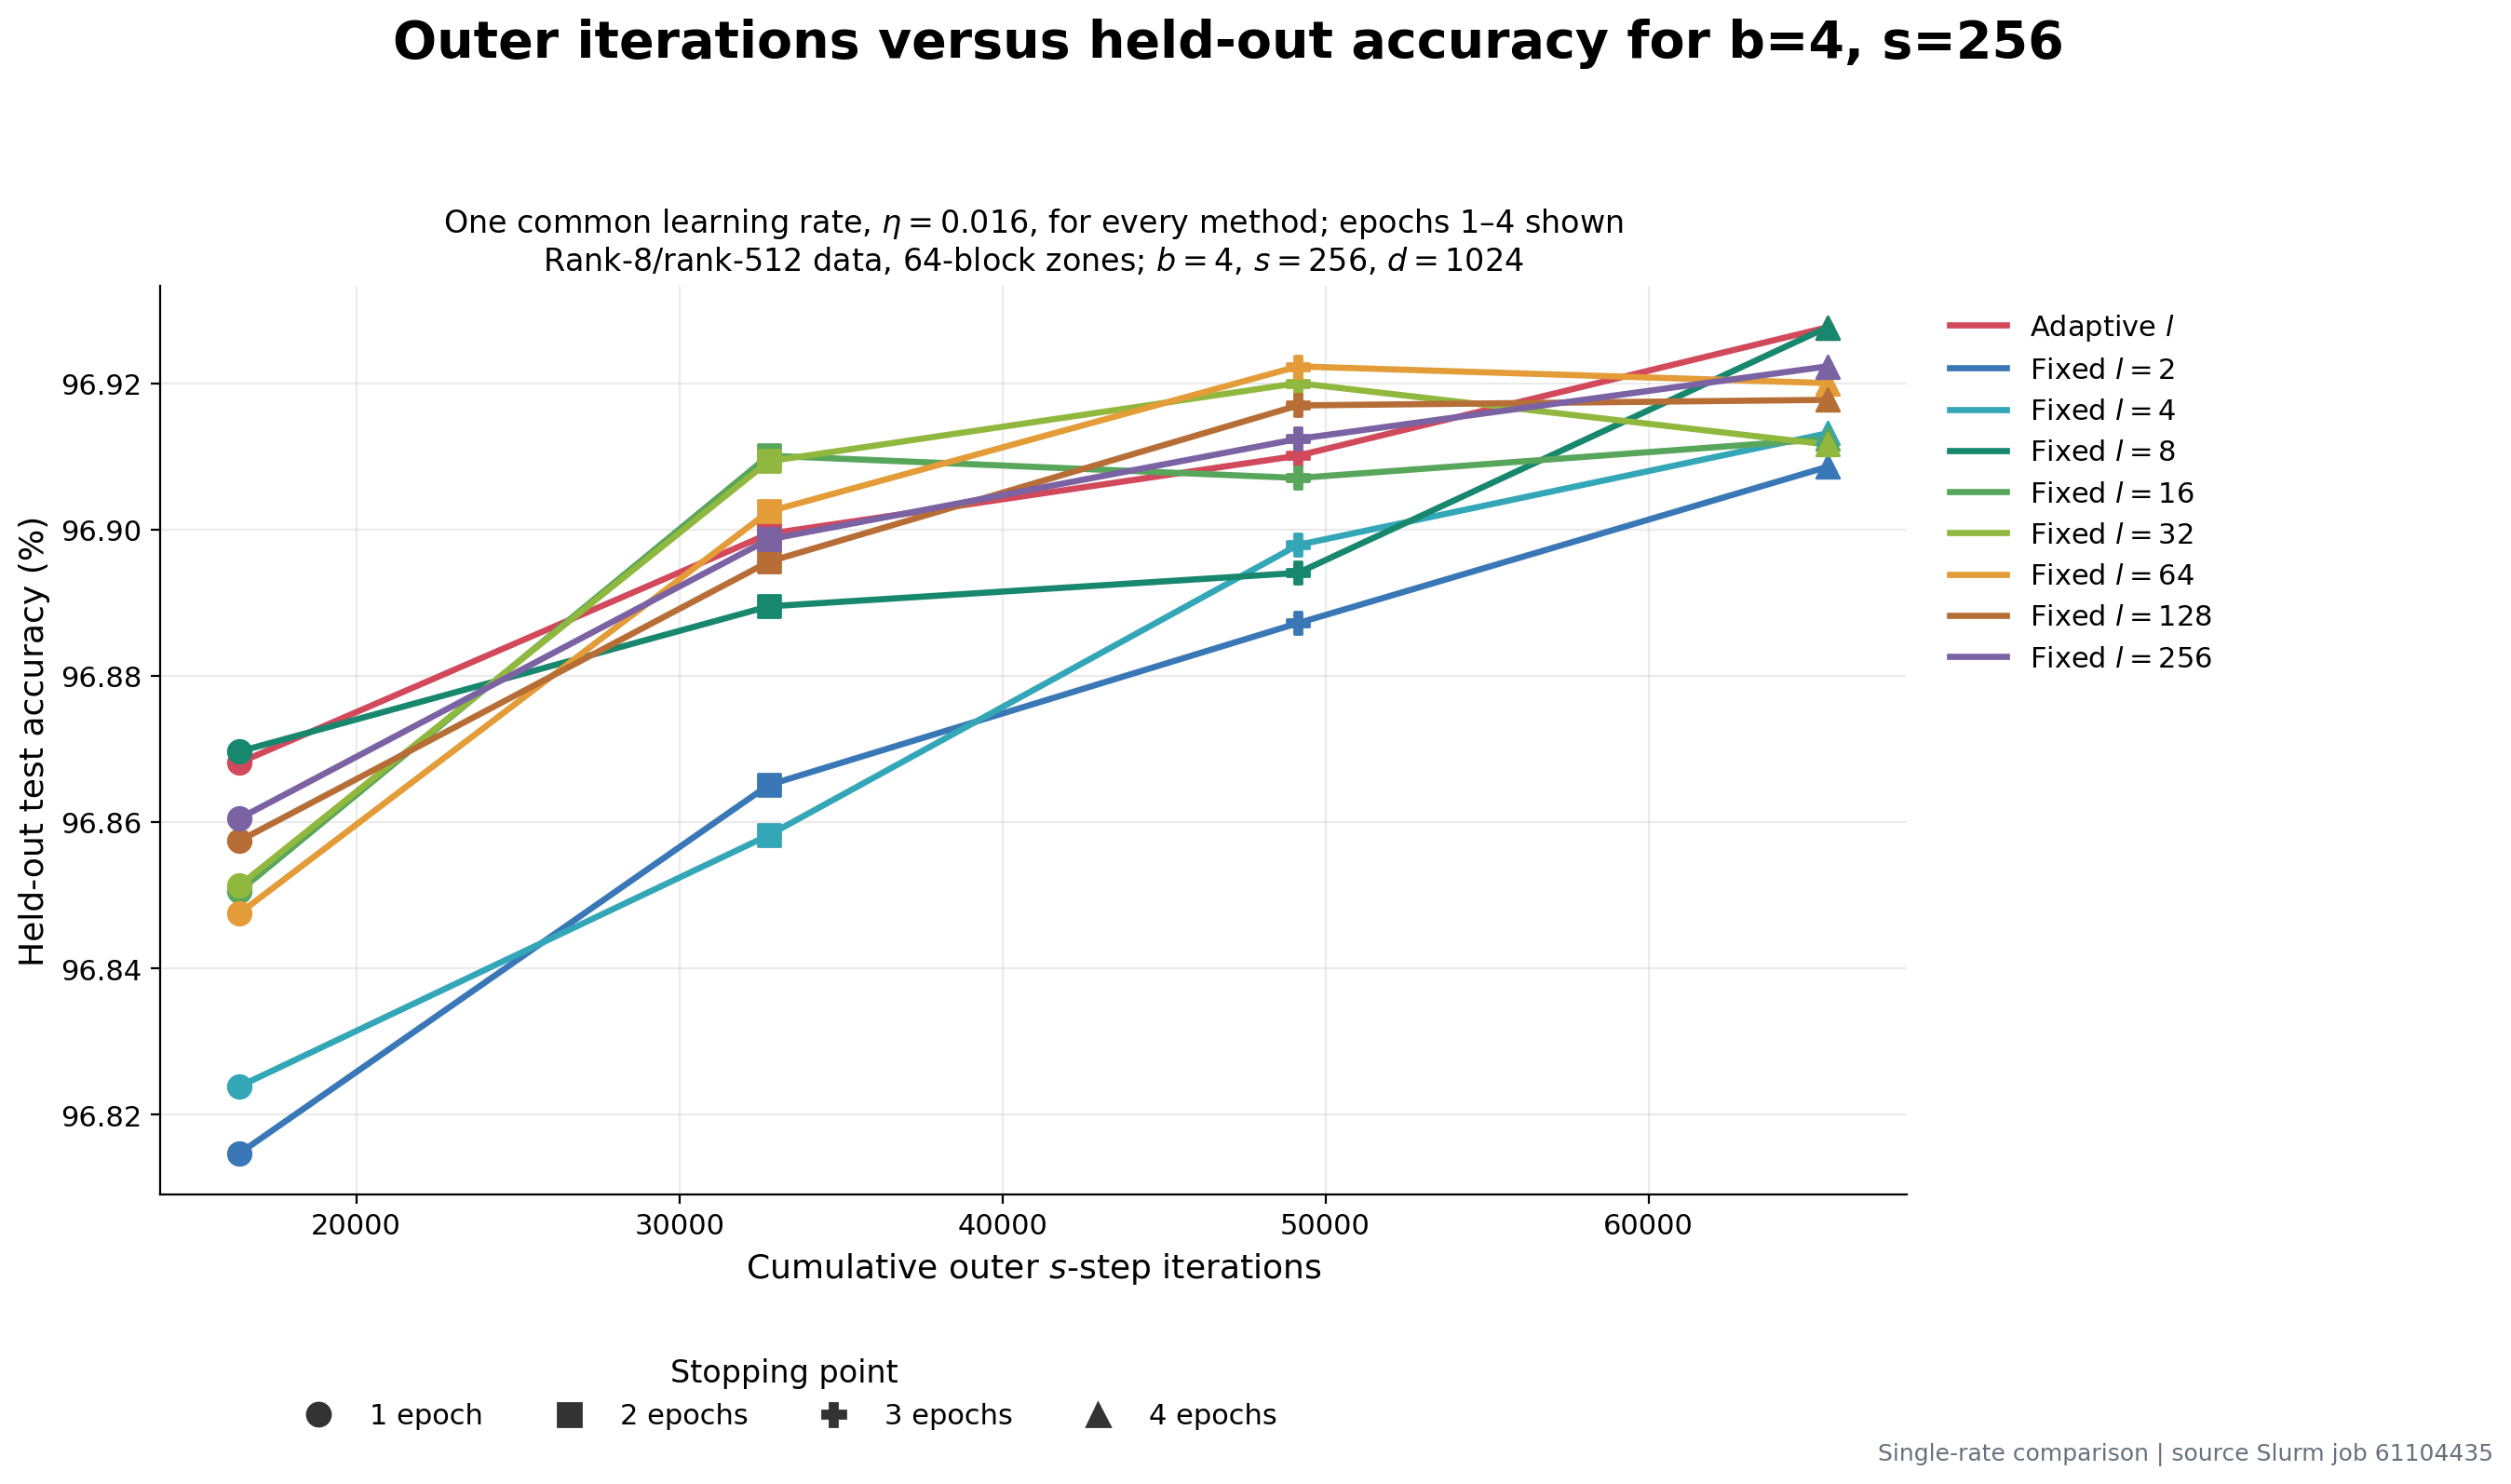 Outer iterations versus held-out accuracy for b=4, s=256
One common learning rate, η = 0.016, for every method; epochs 1–4 shown
Rank-8/rank-512 data, 64-block zones; b = 4, s = 256, d = 1024
Held-out test accuracy (%)
96.92
96.90
96.88
96.86
96.84
96.82
20000 30000 40000 50000 60000
Cumulative outer s-step iterations
Adaptive l
Fixed l = 2
Fixed l = 4
Fixed l = 8
Fixed l = 16
Fixed l = 32
Fixed l = 64
Fixed l = 128
Fixed l = 256
Stopping point
1 epoch 2 epochs 3 epochs 4 epochs
Single-rate comparison | source Slurm job 61104435